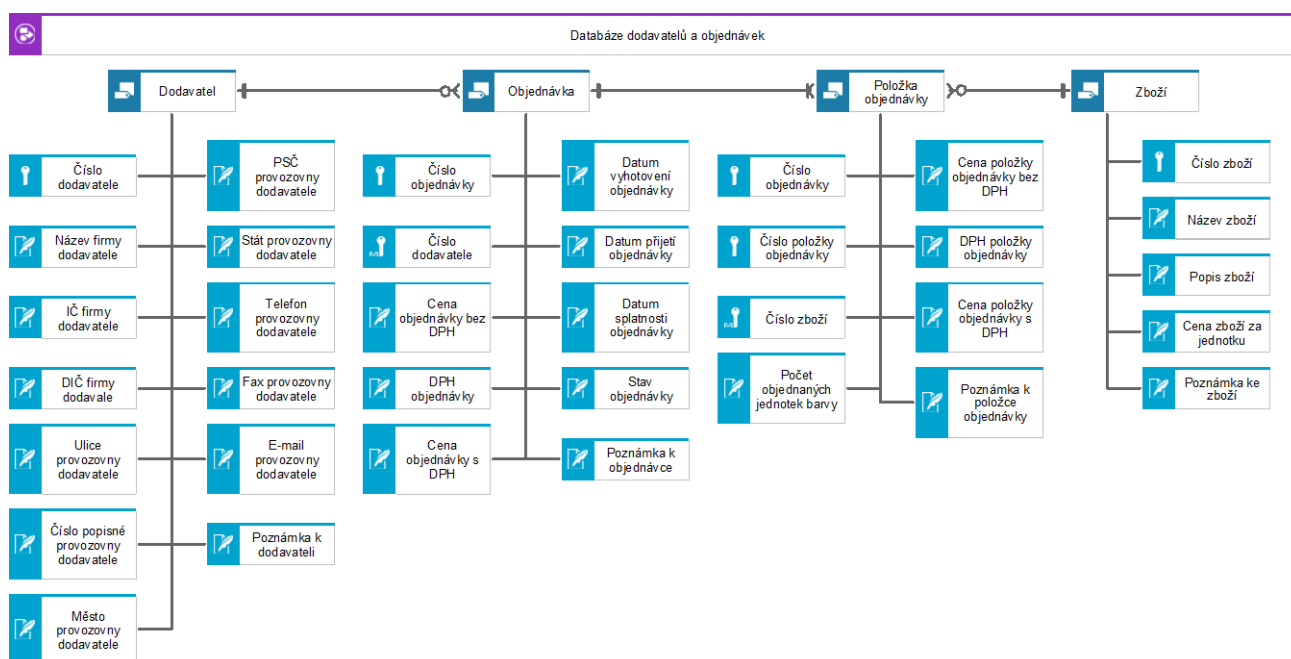 Databáze dodavatelů a objednávek
Dodavatel
Objednávka
Položka
objednávky
Zboží
Číslo
dodavatele
PSČ
provozovny
dodavatele
Název firmy
dodavatele
Stát provozovny
dodavatele
IČ firmy
dodavatele
Telefon
provozovny
dodavatele
DIČ firmy
dodavale
Fax provozovny
dodavatele
Ulice
provozovny
dodavatele
E-mail
provozovny
dodavatele
Číslo popisné
provozovny
dodavatele
Poznámka k
dodavateli
Město
provozovny
dodavatele
Číslo
objednávky
Datum
vyhotovení
objednávky
Číslo
dodavatele
Datum přijetí
objednávky
Cena
objednávky bez
DPH
Datum
splatnosti
objednávky
DPH
objednávky
Stav
objednávky
Cena
objednávky s
DPH
Poznámka k
objednávce
Číslo
objednávky
Cena položky
objednávky bez
DPH
Číslo položky
objednávky
DPH položky
objednávky
Číslo zboží
Cena položky
objednávky s
DPH
Počet
objednaných
jednotek barvy
Poznámka k
položce
objednávky
Číslo zboží
Název zboží
Popis zboží
Cena zboží za
jednotku
Poznámka ke
zboží